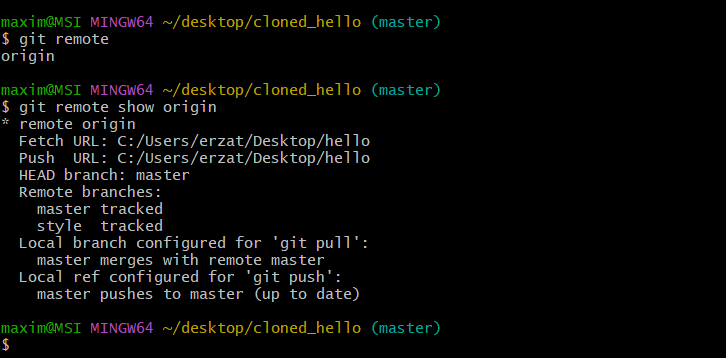 maxim@MSI MINGW64 ~/desktop/cloned_hello (master)
$ git remote
origin
maxim@MSI MINGW64 ~/desktop/cloned_hello (master)
$ git remote show origin
* remote origin
  Fetch URL: C:/Users/erzat/Desktop/hello
  Push  URL: C:/Users/erzat/Desktop/hello
  HEAD branch: master
  Remote branches:
    master tracked
    style  tracked
  Local branch configured for 'git pull':
    master merges with remote master
  Local ref configured for 'git push':
    master pushes to master (up to date)
maxim@MSI MINGW64 ~/desktop/cloned_hello (master)
$